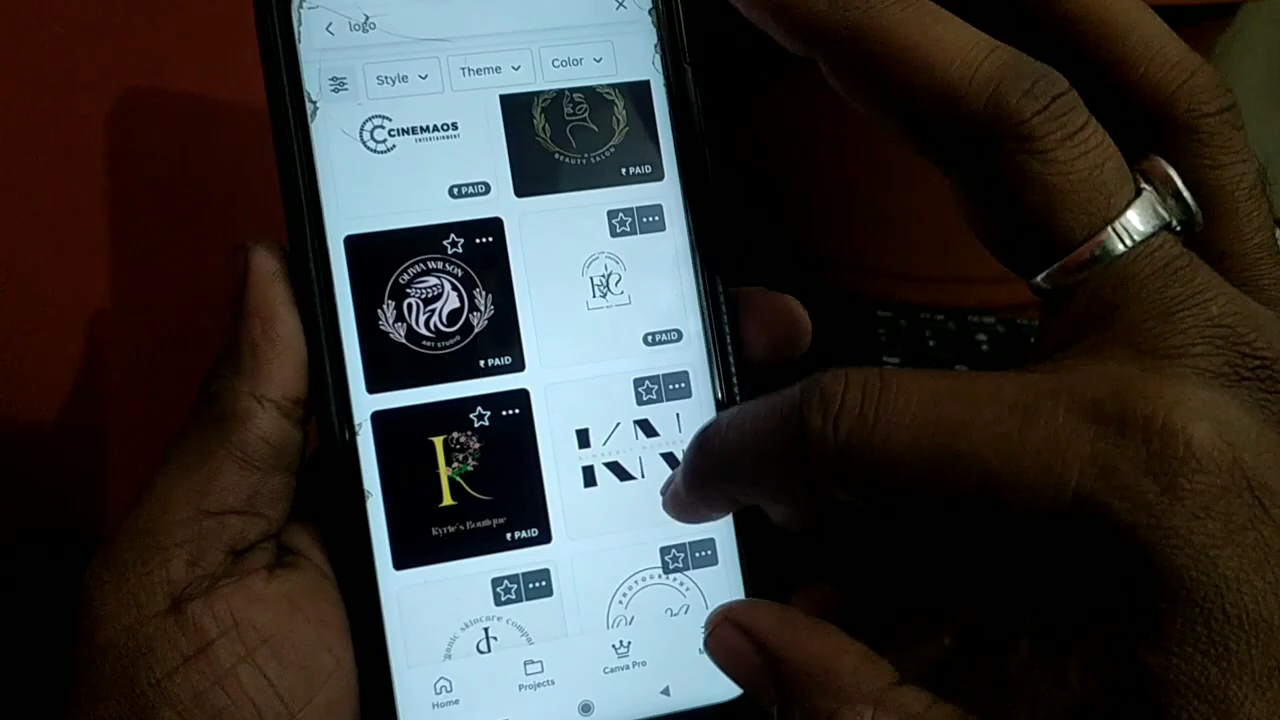 logo
Style
Theme
Color
CINEMAOS
ENTERTAINMENT
₹ PAID
BEAUTY SALON
₹ PAID
OLIVIA WILSON
ART STUDIO
₹ PAID
₹ PAID
Kyrie's Boutique
₹ PAID
PHOTOGRAPHY
Home
Projects
Canva Pro